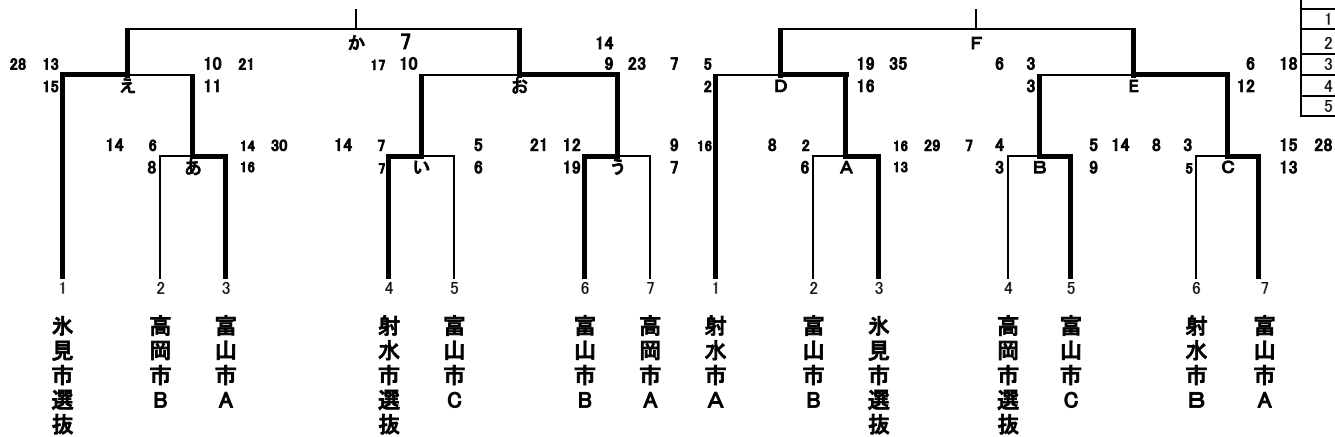 1
か 7 14 F 2
28 13 10 21 17 10 9 23 7 5 19 35 6 3 6 18 3
15 え 11 お 2 D 16 3 E 12 4
5
14 6 14 30 14 7 5 21 12 9 16 8 2 16 29 7 4 5 14 8 3 15 28
8 あ 16 7 い 6 19 う 7 6 A 13 3 B 9 5 C 13
1 2 3 4 5 6 7 1 2 3 4 5 6 7
氷見市選抜
高岡市B
富山市A
射水市選抜
富山市C
富山市B
高岡市A
射水市A
富山市B
氷見市選抜
高岡市選抜
富山市C
射水市B
富山市A